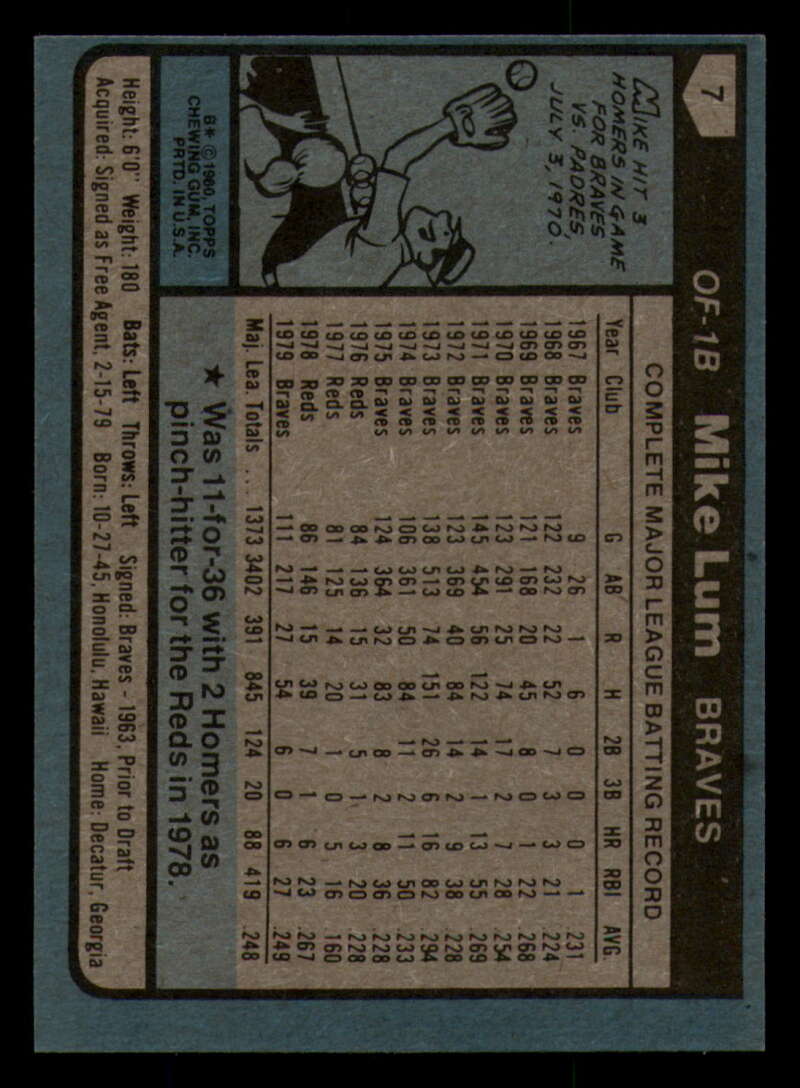 7
OF-1B Mike Lum BRAVES
MIKE HIT 3
HOMERS IN GAME
FOR BRAVES
VS. PADRES,
JULY 3, 1970.
B* © 1980, TOPPS
CHEWING GUM, INC.
PRTD. IN U.S.A.
COMPLETE MAJOR LEAGUE BATTING RECORD
Year Club G AB R H 2B 3B HR RBI AVG.
1967 Braves 9 26 1 6 0 0 0 1 .231
1968 Braves 122 232 22 52 7 3 3 21 .224
1969 Braves 121 168 20 45 8 0 1 22 .268
1970 Braves 123 291 25 74 17 2 7 28 .254
1971 Braves 145 454 56 122 14 1 13 55 .269
1972 Braves 123 369 40 84 14 2 9 38 .228
1973 Braves 138 513 74 151 26 6 16 82 .294
1974 Braves 106 361 50 84 11 2 11 50 .233
1975 Braves 124 364 32 83 8 2 8 36 .228
1976 Reds 84 136 15 31 5 1 3 20 .228
1977 Reds 81 125 14 20 1 0 5 16 .160
1978 Reds 86 146 15 39 7 1 6 23 .267
1979 Braves 111 217 27 54 6 0 6 27 .249
Maj. Lea. Totals ... 1373 3402 391 845 124 20 88 419 .248
★ Was 11-for-36 with 2 Homers as
pinch-hitter for the Reds in 1978.
Height: 6'0" Weight: 180 Bats: Left Throws: Left Signed: Braves - 1963, Prior to Draft
Acquired: Signed as Free Agent, 2-15-79 Born: 10-27-45, Honolulu, Hawaii Home: Decatur, Georgia